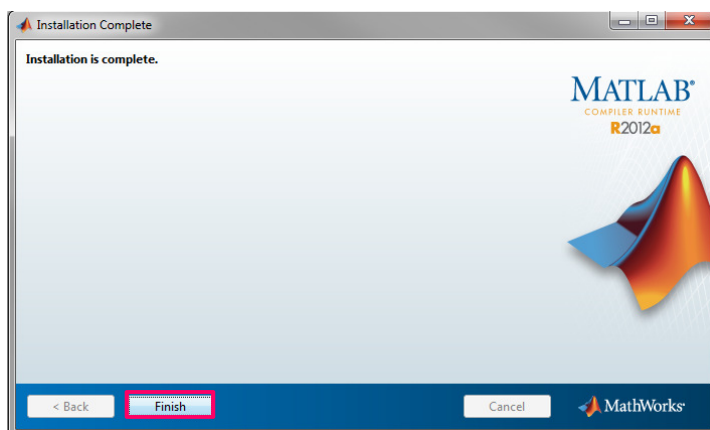 Installation Complete
Installation is complete.
MATLAB®
COMPILER RUNTIME
R2012a
< Back
Finish
Cancel
Mathworks®